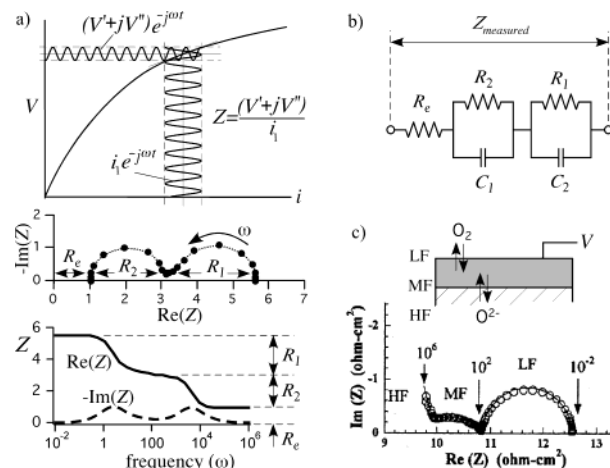 a)
(V'+jV")e^-jωt
V
Z=(V'+jV")/i₁
i₁e^-jωt
i
-Im(Z)
2
1
0
R_e
R_2
R_1
ω
0 1 2 3 4 5 6 7
Re(Z)
Z
6
4
2
0
Re(Z)
-Im(Z)
R_1
R_2
R_e
10^-2 1 100 10^4 10^6
frequency (ω)
b)
Z_measured
R_e
R_2
R_1
C_1
C_2
c)
O_2
V
LF
MF
HF
O^2-
Im (Z) (ohm-cm²)
-2
-1
0
10^6
10^2
LF
10^-2
HF
MF
9 10 11 12 13
Re (Z) (ohm-cm²)